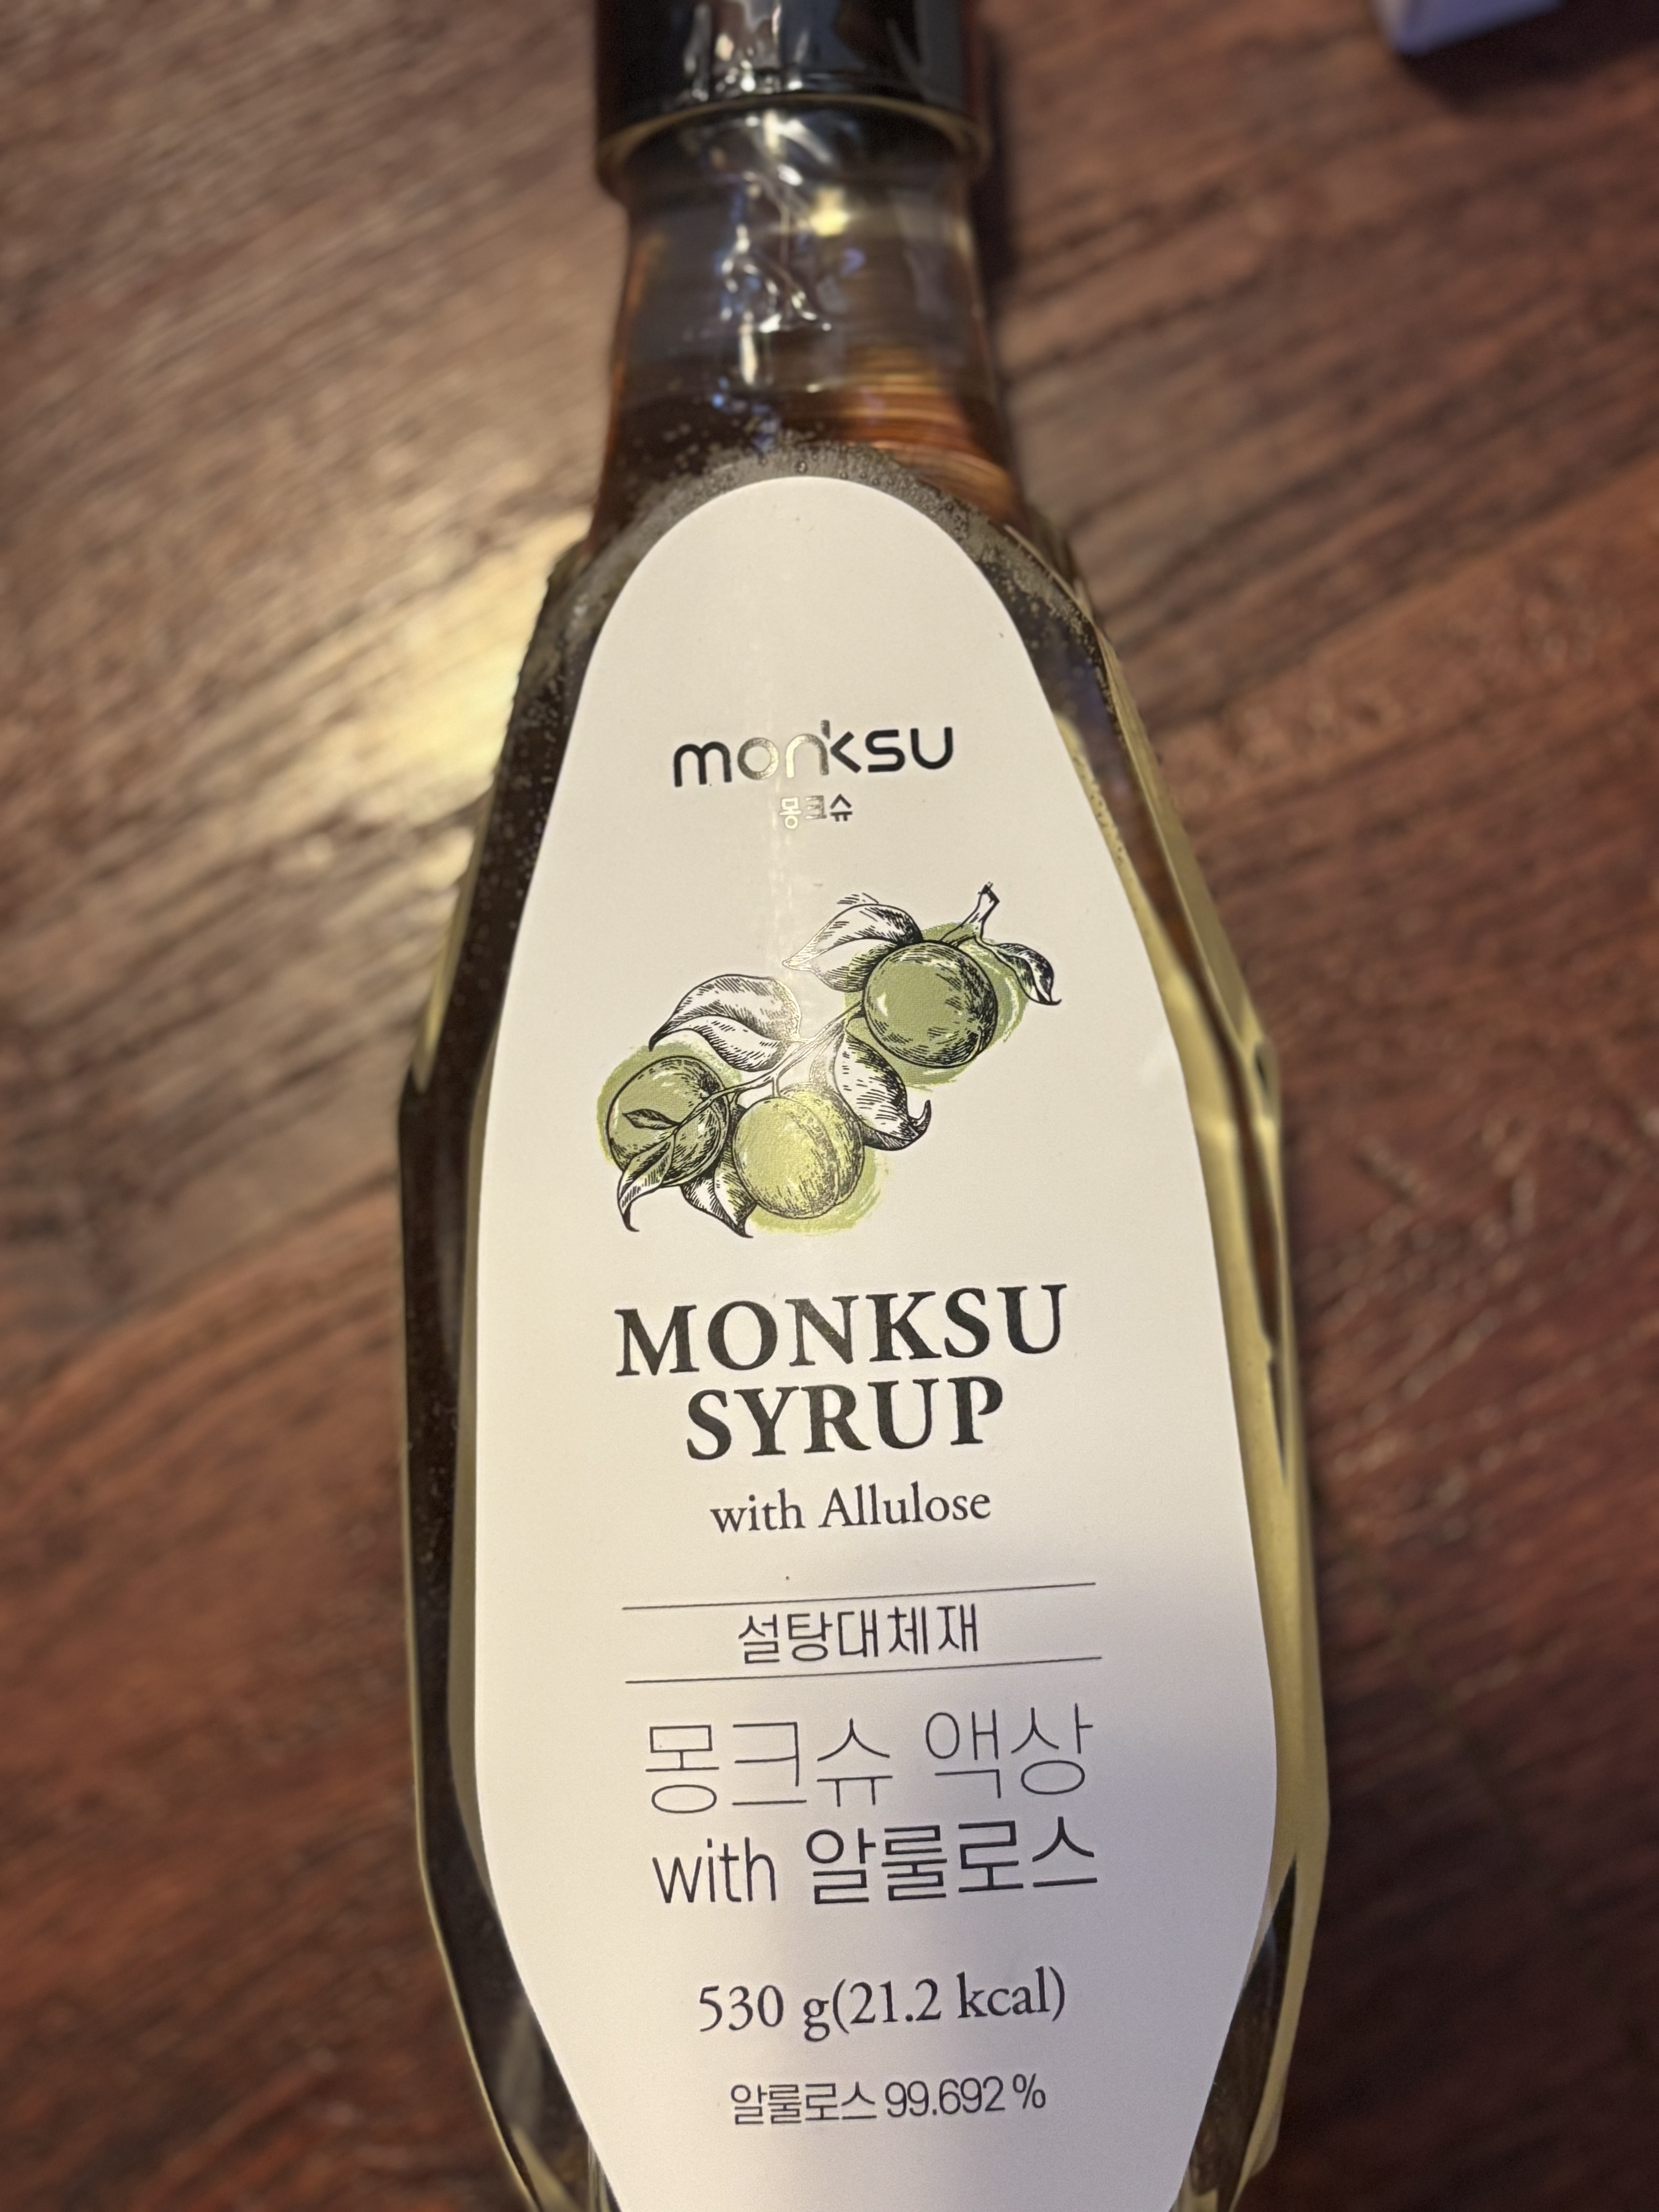 monksu
몽크슈
MONKSU
SYRUP
with Allulose
설탕대체재
몽크슈 액상
with 알룰로스
530 g(21.2 kcal)
알룰로스 99.692 %